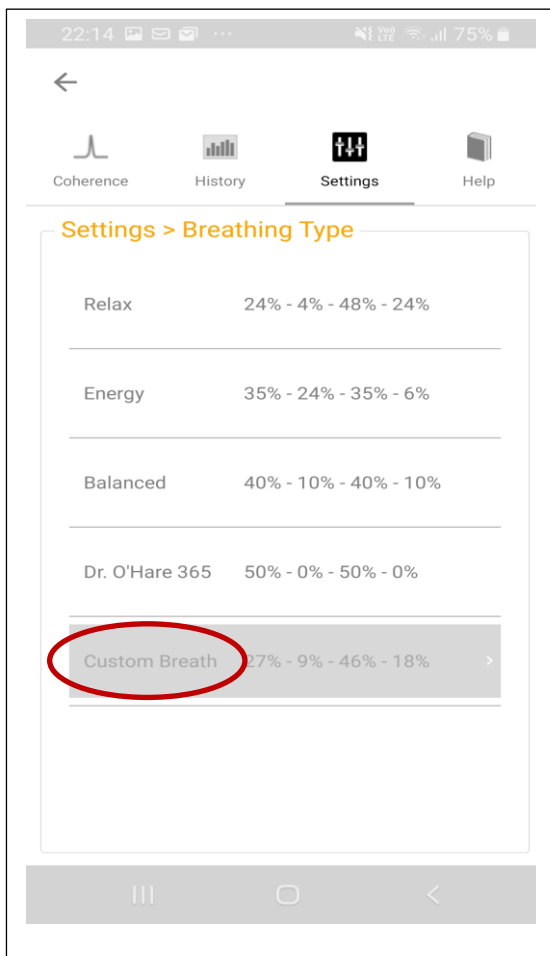 22:14 ... Vo)) LTE 75%
Coherence History Settings Help
Settings > Breathing Type
Relax 24% - 4% - 48% - 24%
Energy 35% - 24% - 35% - 6%
Balanced 40% - 10% - 40% - 10%
Dr. O'Hare 365 50% - 0% - 50% - 0%
Custom Breath 27% - 9% - 46% - 18% >